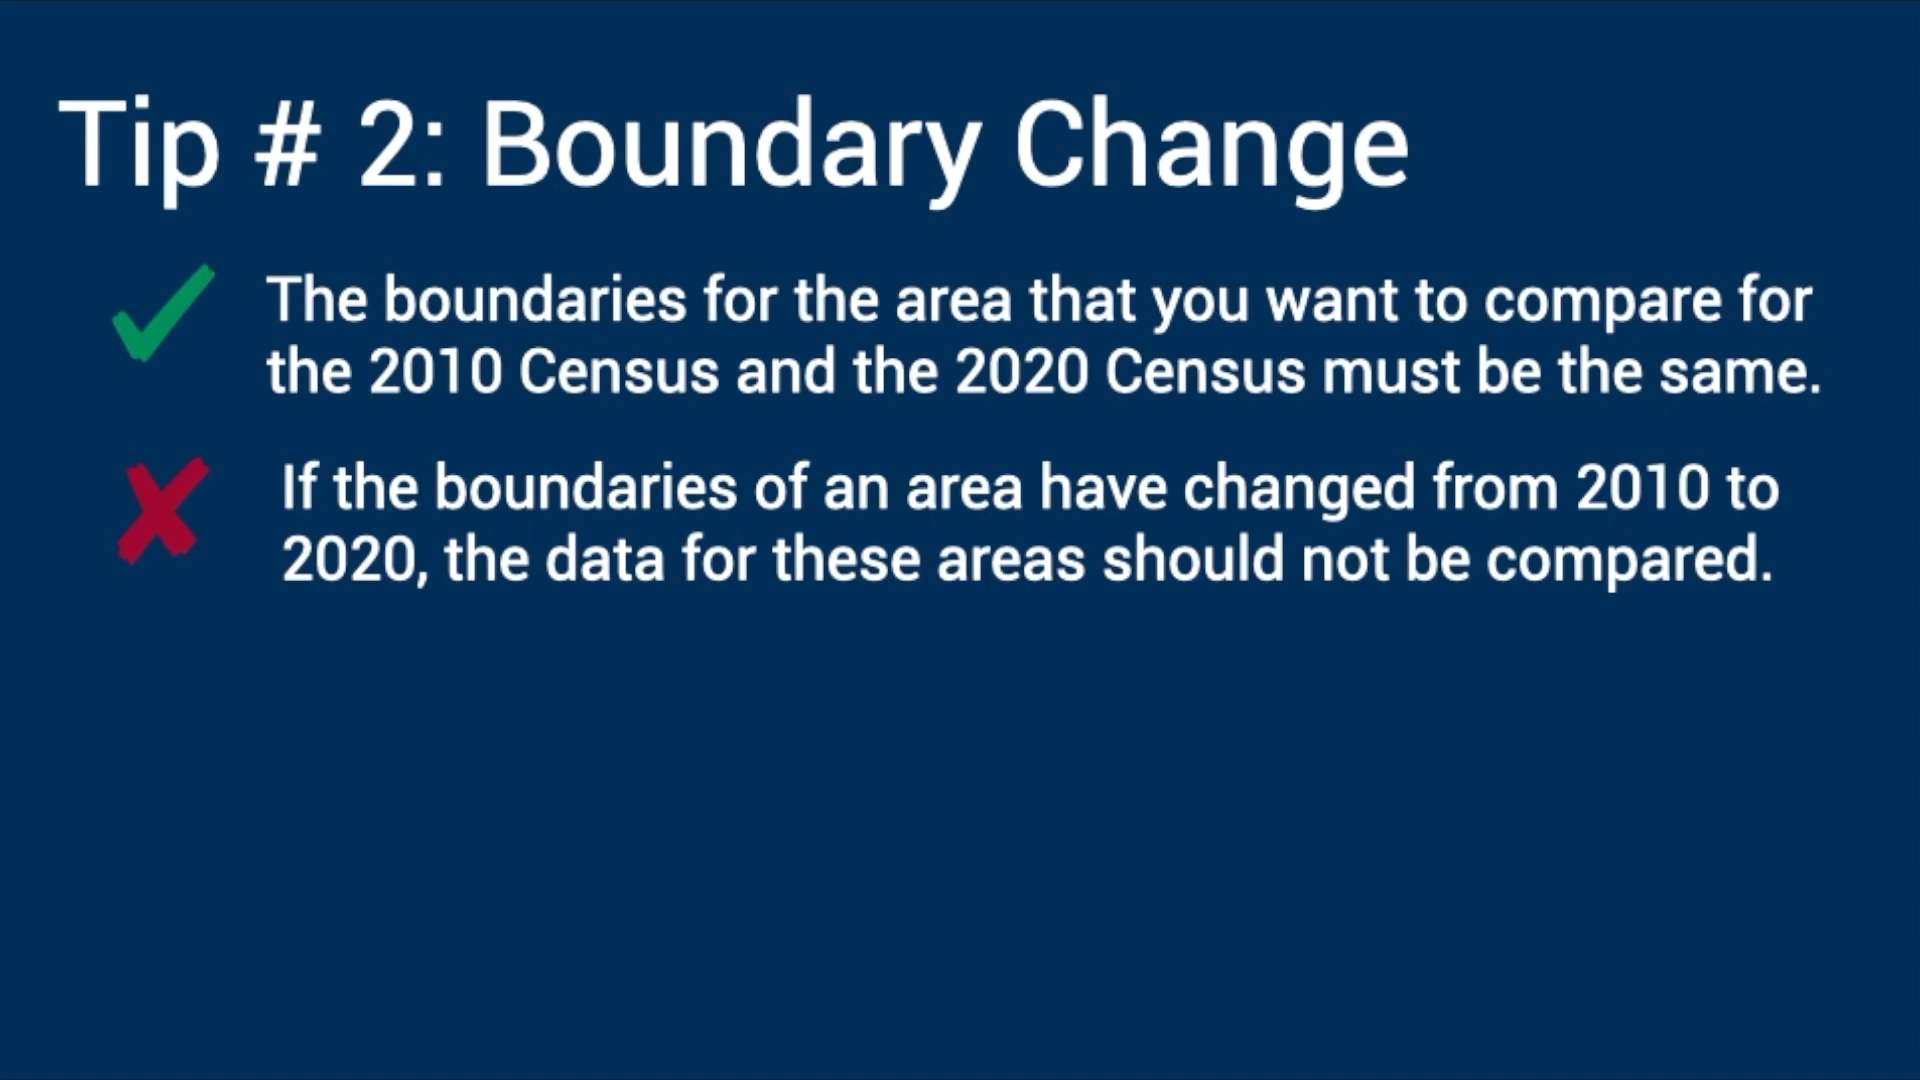 Tip # 2: Boundary Change
The boundaries for the area that you want to compare for
the 2010 Census and the 2020 Census must be the same.
If the boundaries of an area have changed from 2010 to
2020, the data for these areas should not be compared.